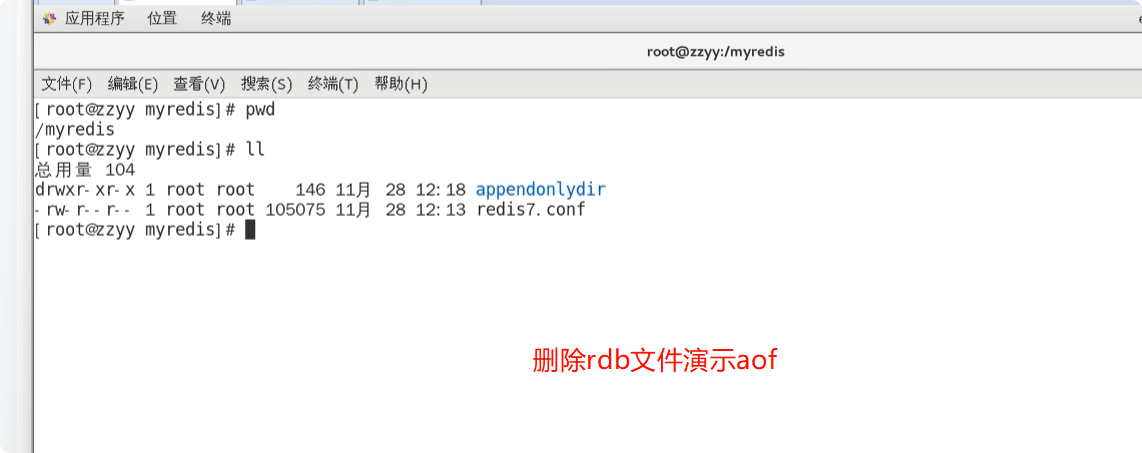 应用程序 位置 终端
root@zzyy:/myredis
文件(F) 编辑(E) 查看(V) 搜索(S) 终端(T) 帮助(H)
[root@zzyy myredis]# pwd
/myredis
[root@zzyy myredis]# ll
总用量 104
drwxr-xr-x 1 root root    146 11月  28 12:18 appendonlydir
-rw-r--r-- 1 root root 105075 11月  28 12:13 redis7.conf
[root@zzyy myredis]#
删除rdb文件演示aof